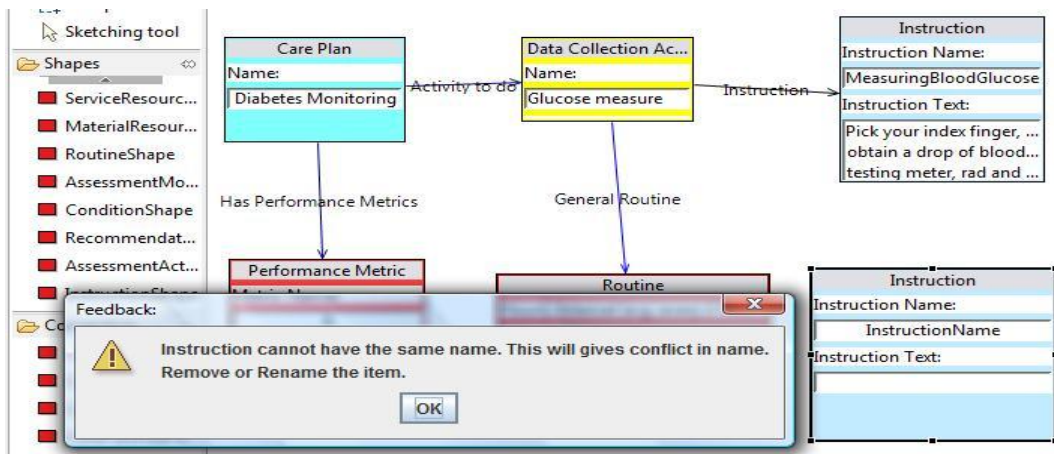 Sketching tool
Shapes
ServiceResourc...
MaterialResour...
RoutineShape
AssessmentMo...
ConditionShape
Recommendat...
AssessmentAct...
InstructionShape
Care Plan
Name:
Diabetes Monitoring
Activity to do
Data Collection Ac...
Name:
Glucose measure
Instruction
Instruction
Instruction Name:
MeasuringBloodGlucose
Instruction Text:
Pick your index finger, ...
obtain a drop of blood...
testing meter, rad and ...
Has Performance Metrics
General Routine
Performance Metric
Routine
Instruction
Instruction Name:
InstructionName
Instruction Text:
Feedback:
Instruction cannot have the same name. This will gives conflict in name.
Remove or Rename the item.
OK